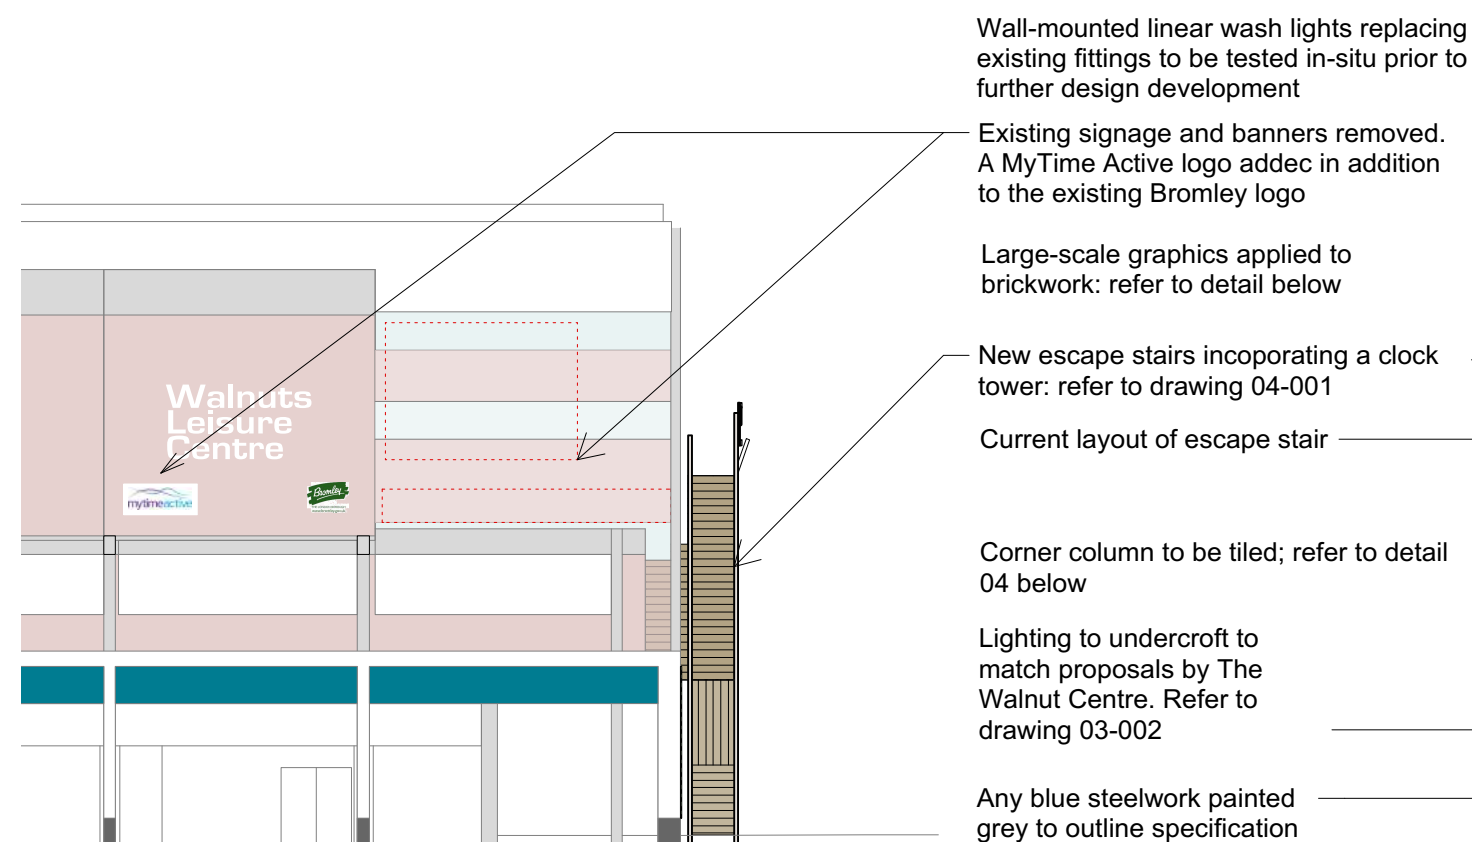 Wall-mounted linear wash lights replacing
existing fittings to be tested in-situ prior to
further design development
Existing signage and banners removed.
A MyTime Active logo addec in addition
to the existing Bromley logo
Large-scale graphics applied to
brickwork: refer to detail below
New escape stairs incoporating a clock
tower: refer to drawing 04-001
Current layout of escape stair
Corner column to be tiled; refer to detail
04 below
Lighting to undercroft to
match proposals by The
Walnut Centre. Refer to
drawing 03-002
Any blue steelwork painted
grey to outline specification
Walnuts
Leisure
Centre
mytimeactive
Bromley